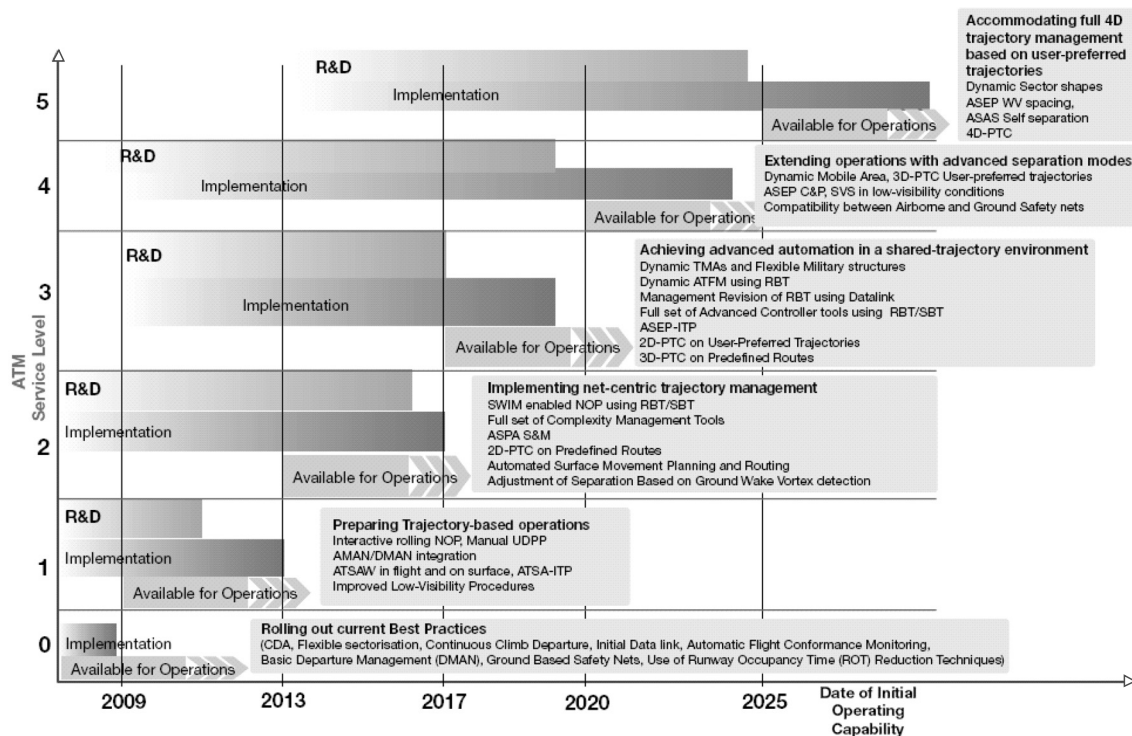 Accommodating full 4D
trajectory management
based on user-preferred
trajectories
Dynamic Sector shapes
ASEP WV spacing,
ASAS Self separation
4D-PTC
R&D
Implementation
5
Available for Operations
R&D
Extending operations with advanced separation modes
Dynamic Mobile Area, 3D-PTC User-preferred trajectories
ASEP C&P, SVS in low-visibility conditions
Compatibility between Airborne and Ground Safety nets
4
Implementation
Available for Operations
R&D
Achieving advanced automation in a shared-trajectory environment
Dynamic TMAs and Flexible Military structures
Dynamic ATFM using RBT
Management Revision of RBT using Datalink
Full set of Advanced Controller tools using RBT/SBT
ASEP-ITP
2D-PTC on User-Preferred Trajectories
3D-PTC on Predefined Routes
3
Implementation
Available for Operations
ATM
Service Level
R&D
Implementing net-centric trajectory management
SWIM enabled NOP using RBT/SBT
Full set of Complexity Management Tools
ASPA S&M
2D-PTC on Predefined Routes
Automated Surface Movement Planning and Routing
Adjustment of Separation Based on Ground Wake Vortex detection
Implementation
2
Available for Operations
R&D
Preparing Trajectory-based operations
Interactive rolling NOP, Manual UDPP
AMAN/DMAN integration
ATSAW in flight and on surface, ATSA-ITP
Improved Low-Visibility Procedures
Implementation
1
Available for Operations
Rolling out current Best Practices
(CDA, Flexible sectorisation, Continuous Climb Departure, Initial Data link, Automatic Flight Conformance Monitoring,
Basic Departure Management (DMAN), Ground Based Safety Nets, Use of Runway Occupancy Time (ROT) Reduction Techniques)
0
Implementation
Available for Operations
2009
2013
2017
2020
2025
Date of Initial
Operating
Capability